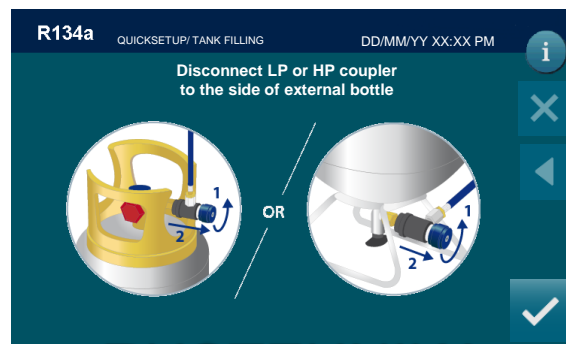 R134a QUICKSETUP/ TANK FILLING DD/MM/YY XX:XX PM
i
Disconnect LP or HP coupler
to the side of external bottle
1
2
OR
1
2